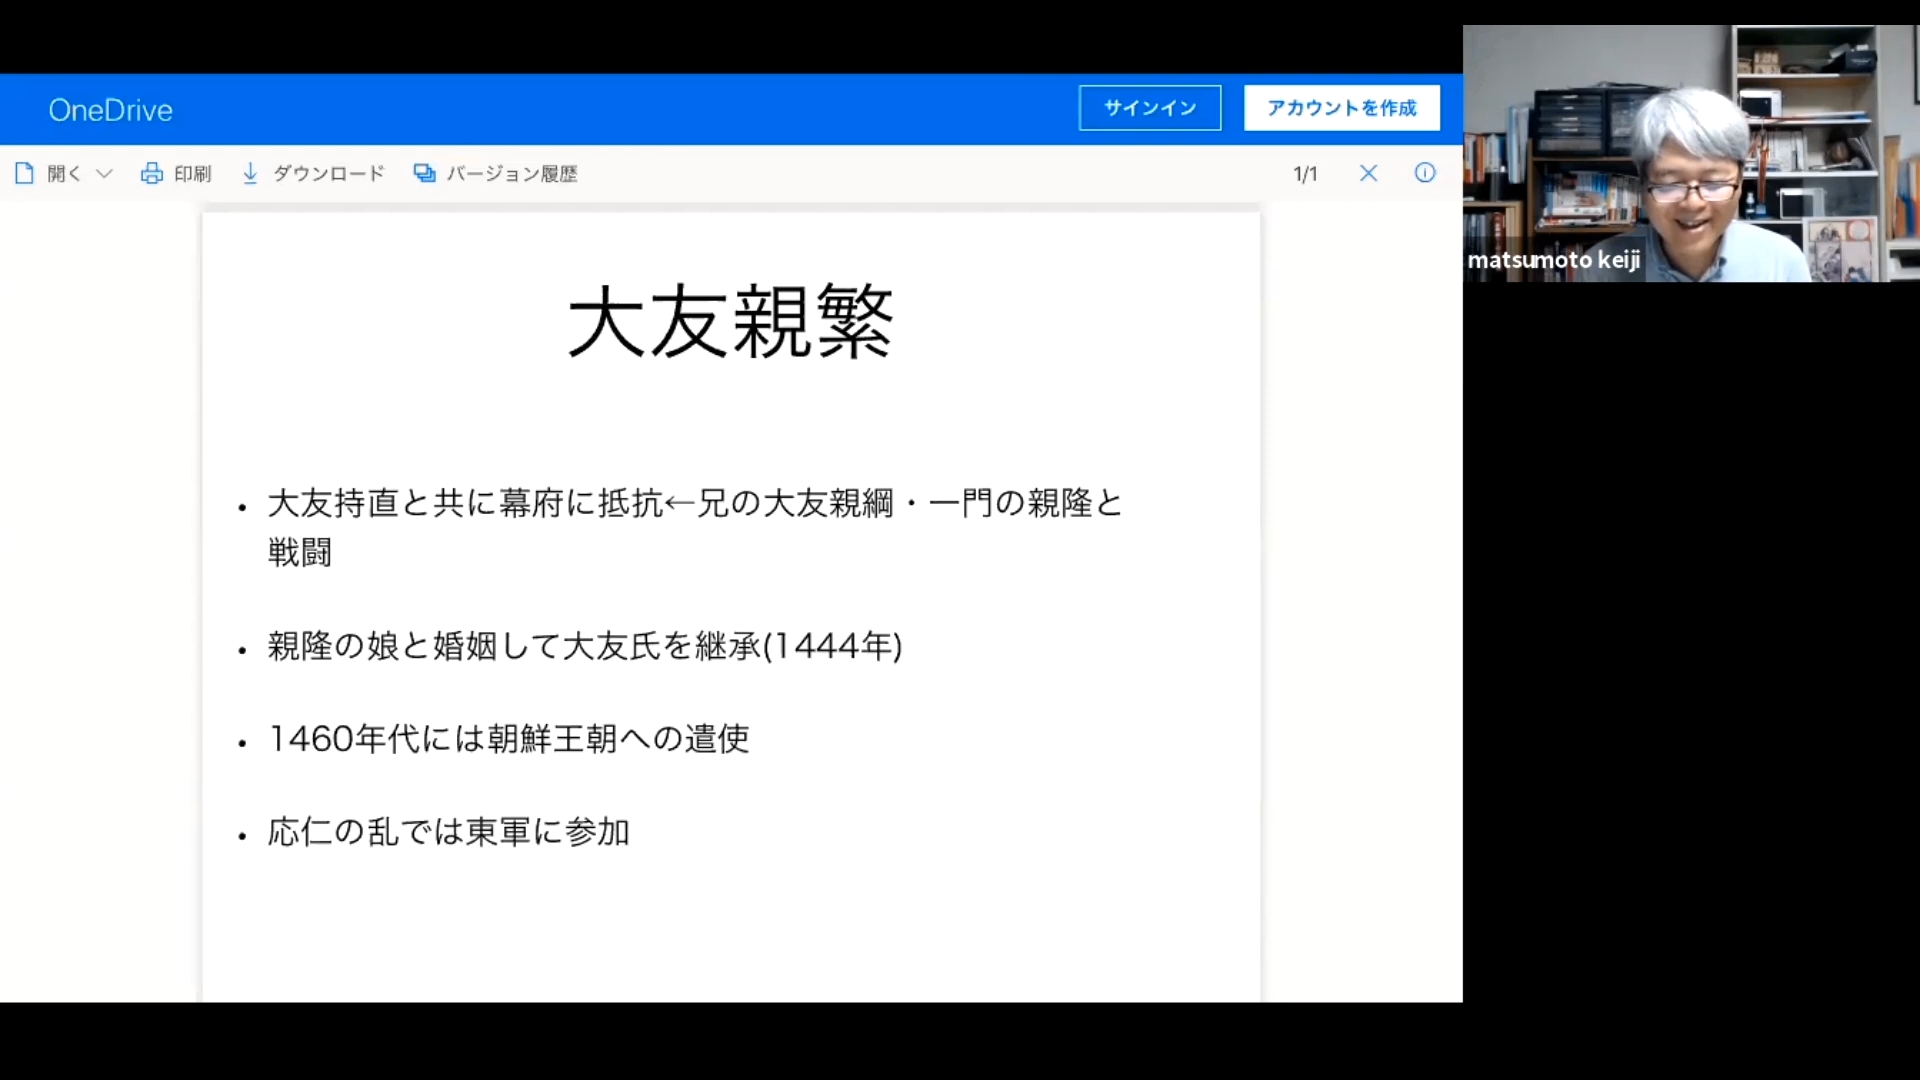 OneDrive
サインイン
アカウントを作成
開く
印刷
ダウンロード
バージョン履歴
1/1
matsumoto keiji
大友親繁
• 大友持直と共に幕府に抵抗←兄の大友親綱・一門の親隆と
戦闘
• 親隆の娘と婚姻して大友氏を継承(1444年)
• 1460年代には朝鮮王朝への遣使
• 応仁の乱では東軍に参加